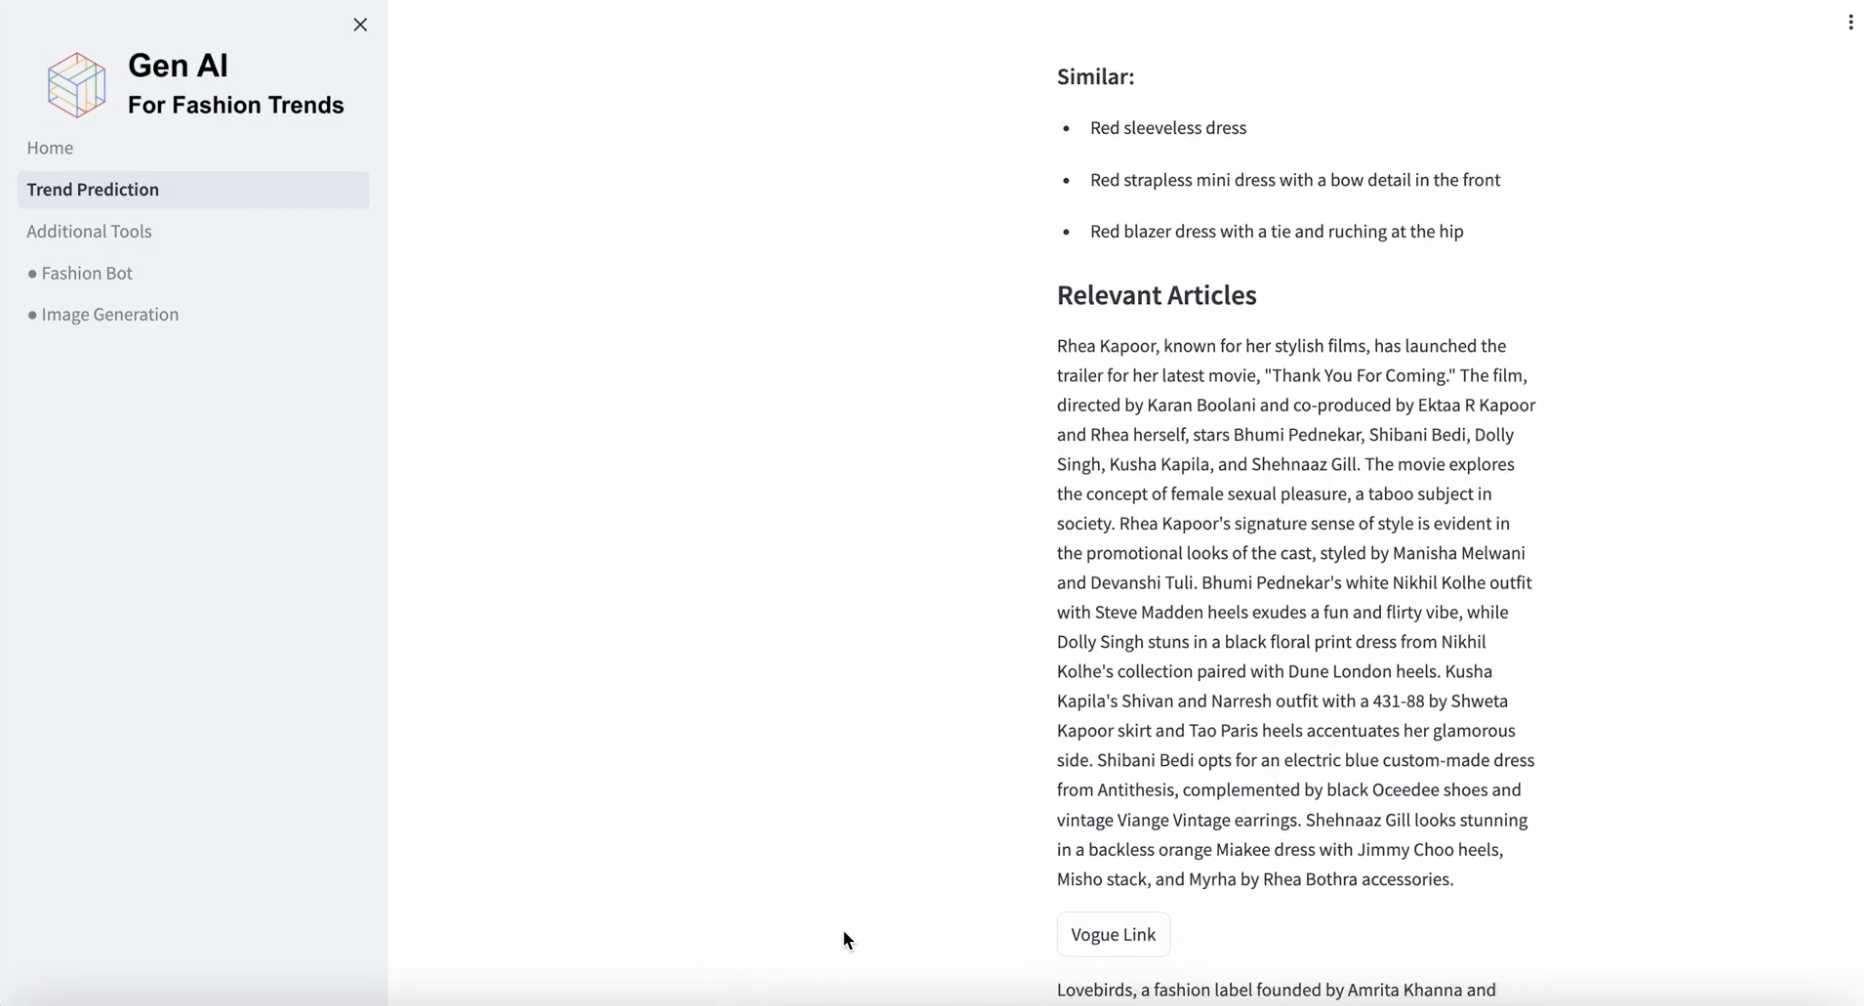 Gen AI
For Fashion Trends
Home
Trend Prediction
Additional Tools
● Fashion Bot
● Image Generation
Similar:
• Red sleeveless dress
• Red strapless mini dress with a bow detail in the front
• Red blazer dress with a tie and ruching at the hip
Relevant Articles
Rhea Kapoor, known for her stylish films, has launched the
trailer for her latest movie, "Thank You For Coming." The film,
directed by Karan Boolani and co-produced by Ektaa R Kapoor
and Rhea herself, stars Bhumi Pednekar, Shibani Bedi, Dolly
Singh, Kusha Kapila, and Shehnaaz Gill. The movie explores
the concept of female sexual pleasure, a taboo subject in
society. Rhea Kapoor's signature sense of style is evident in
the promotional looks of the cast, styled by Manisha Melwani
and Devanshi Tuli. Bhumi Pednekar's white Nikhil Kolhe outfit
with Steve Madden heels exudes a fun and flirty vibe, while
Dolly Singh stuns in a black floral print dress from Nikhil
Kolhe's collection paired with Dune London heels. Kusha
Kapila's Shivan and Narresh outfit with a 431-88 by Shweta
Kapoor skirt and Tao Paris heels accentuates her glamorous
side. Shibani Bedi opts for an electric blue custom-made dress
from Antithesis, complemented by black Oceedee shoes and
vintage Viange Vintage earrings. Shehnaaz Gill looks stunning
in a backless orange Miakee dress with Jimmy Choo heels,
Misho stack, and Myrha by Rhea Bothra accessories.
Vogue Link
Lovebirds, a fashion label founded by Amrita Khanna and